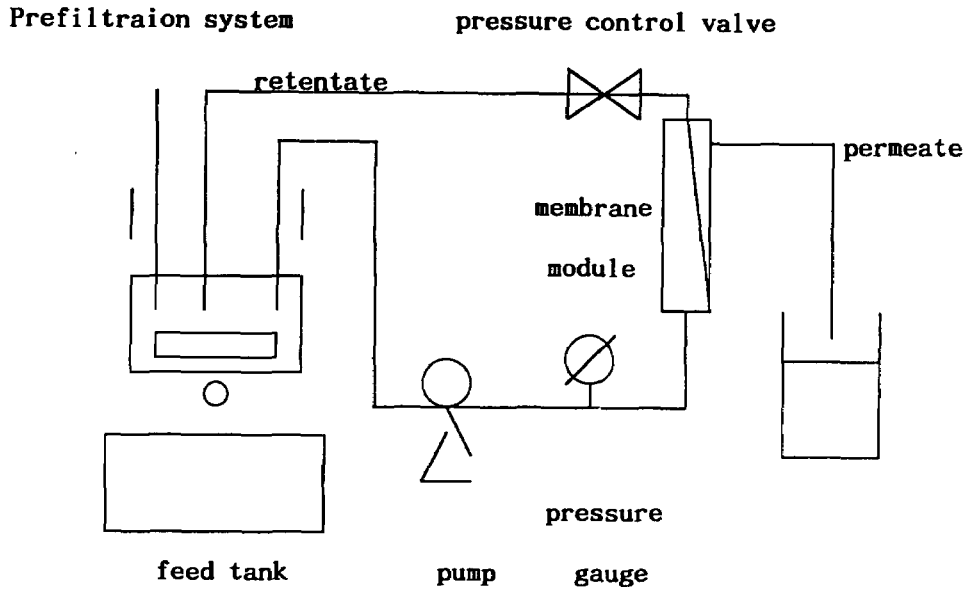 Prefiltraion system
pressure control valve
retentate
permeate
membrane
module
pressure
gauge
pump
feed tank